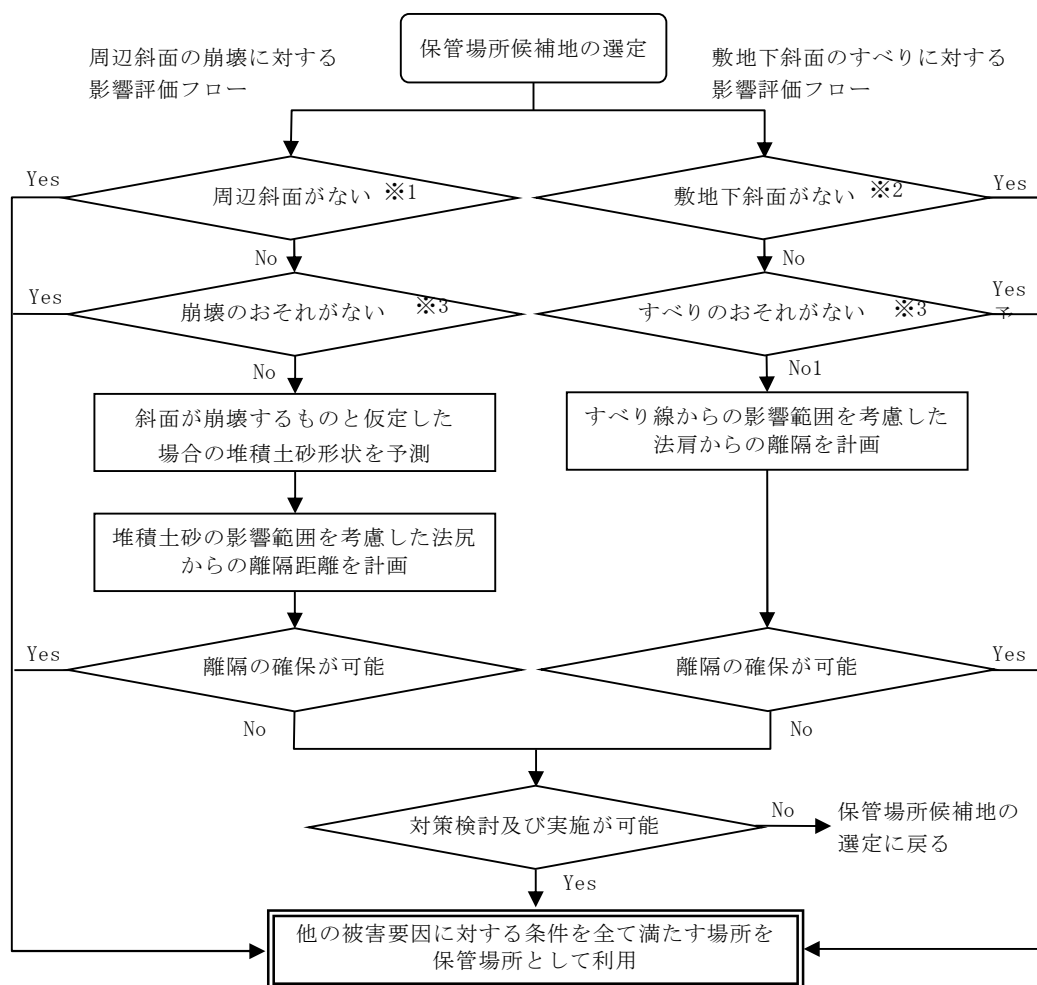 保管場所候補地の選定
周辺斜面の崩壊に対する
影響評価フロー
敷地下斜面のすべりに対する
影響評価フロー
Yes
周辺斜面がない ※1
敷地下斜面がない ※2
Yes
No
No
Yes
崩壊のおそれがない ※3
すべりのおそれがない ※3
Yes
No
No1
斜面が崩壊するものと仮定した
場合の堆積土砂形状を予測
すべり線からの影響範囲を考慮した
法肩からの離隔を計画
堆積土砂の影響範囲を考慮した法尻
からの離隔距離を計画
Yes
離隔の確保が可能
離隔の確保が可能
Yes
No
No
対策検討及び実施が可能
No
保管場所候補地の
選定に戻る
Yes
他の被害要因に対する条件を全て満たす場所を
保管場所として利用